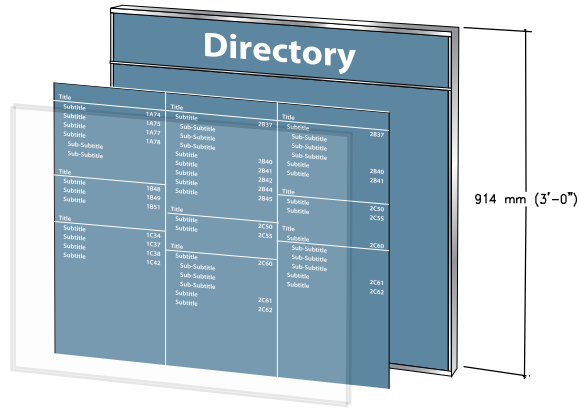 Directory
Title
Subtitle 1A74
Subtitle 1A75
Subtitle 1A77
Subtitle 1A78
Sub-Subtitle
Sub-Subtitle
Title
Subtitle 1B48
Subtitle 1B49
Subtitle 1B51
Title
Subtitle 1C34
Subtitle 1C37
Subtitle 1C38
Subtitle 1C42
Title
Subtitle 2B37
Sub-Subtitle
Sub-Subtitle
Sub-Subtitle
Subtitle 2B40
Subtitle 2B41
Subtitle 2B42
Subtitle 2B44
Subtitle 2B45
Title
Subtitle 2C50
Subtitle 2C55
Title
Subtitle 2C60
Sub-Subtitle
Sub-Subtitle
Sub-Subtitle
Subtitle 2C61
Subtitle 2C62
Title
Subtitle 2B37
Sub-Subtitle
Sub-Subtitle
Sub-Subtitle
Subtitle 2B40
Subtitle 2B41
Title
Subtitle 2C50
Subtitle 2C55
Title
Subtitle 2C60
Sub-Subtitle
Sub-Subtitle
Sub-Subtitle
Subtitle 2C61
Subtitle 2C62
914 mm (3'-0")